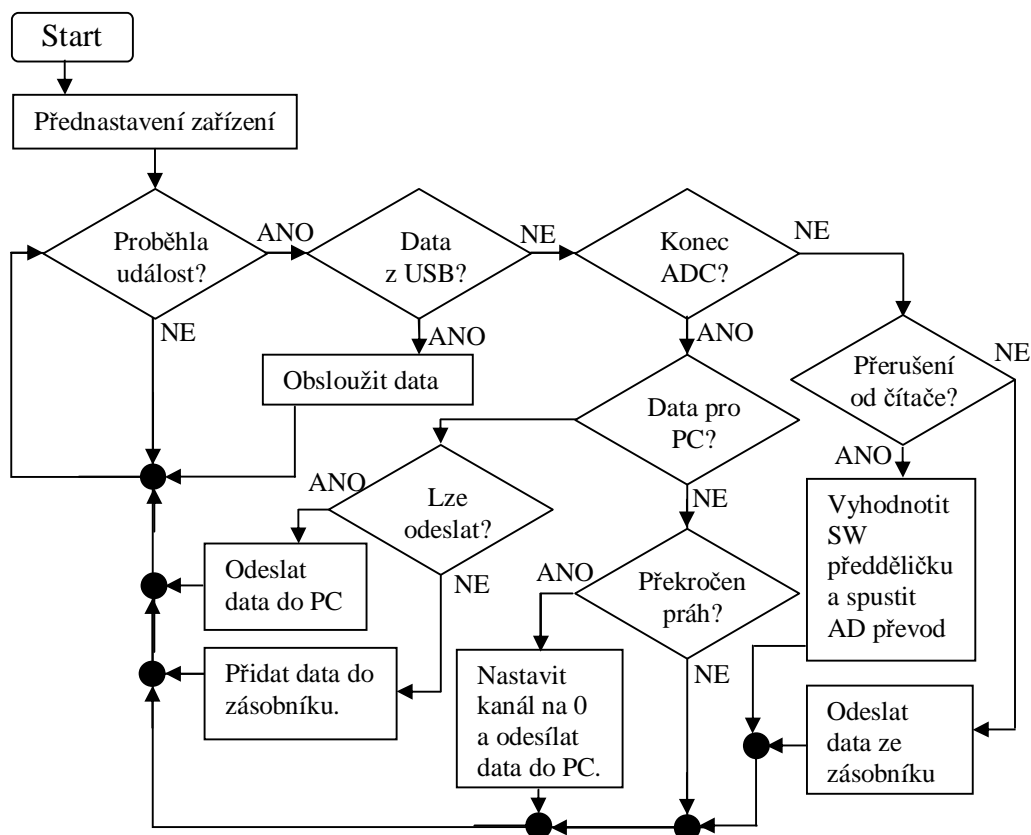 Start
Přednastavení zařízení
Proběhla
událost?
ANO
NE
Data
z USB?
NE
ANO
Konec
ADC?
NE
ANO
Obsloužit data
Přerušení
od čítače?
NE
ANO
Data pro
PC?
NE
Lze
odeslat?
ANO
NE
Vyhodnotit
SW
předděličku
a spustit
AD převod
Odeslat
data do PC
Překročen
práh?
ANO
NE
Přidat data do
zásobníku.
Nastavit
kanál na 0
a odesílat
data do PC.
Odeslat
data ze
zásobníku